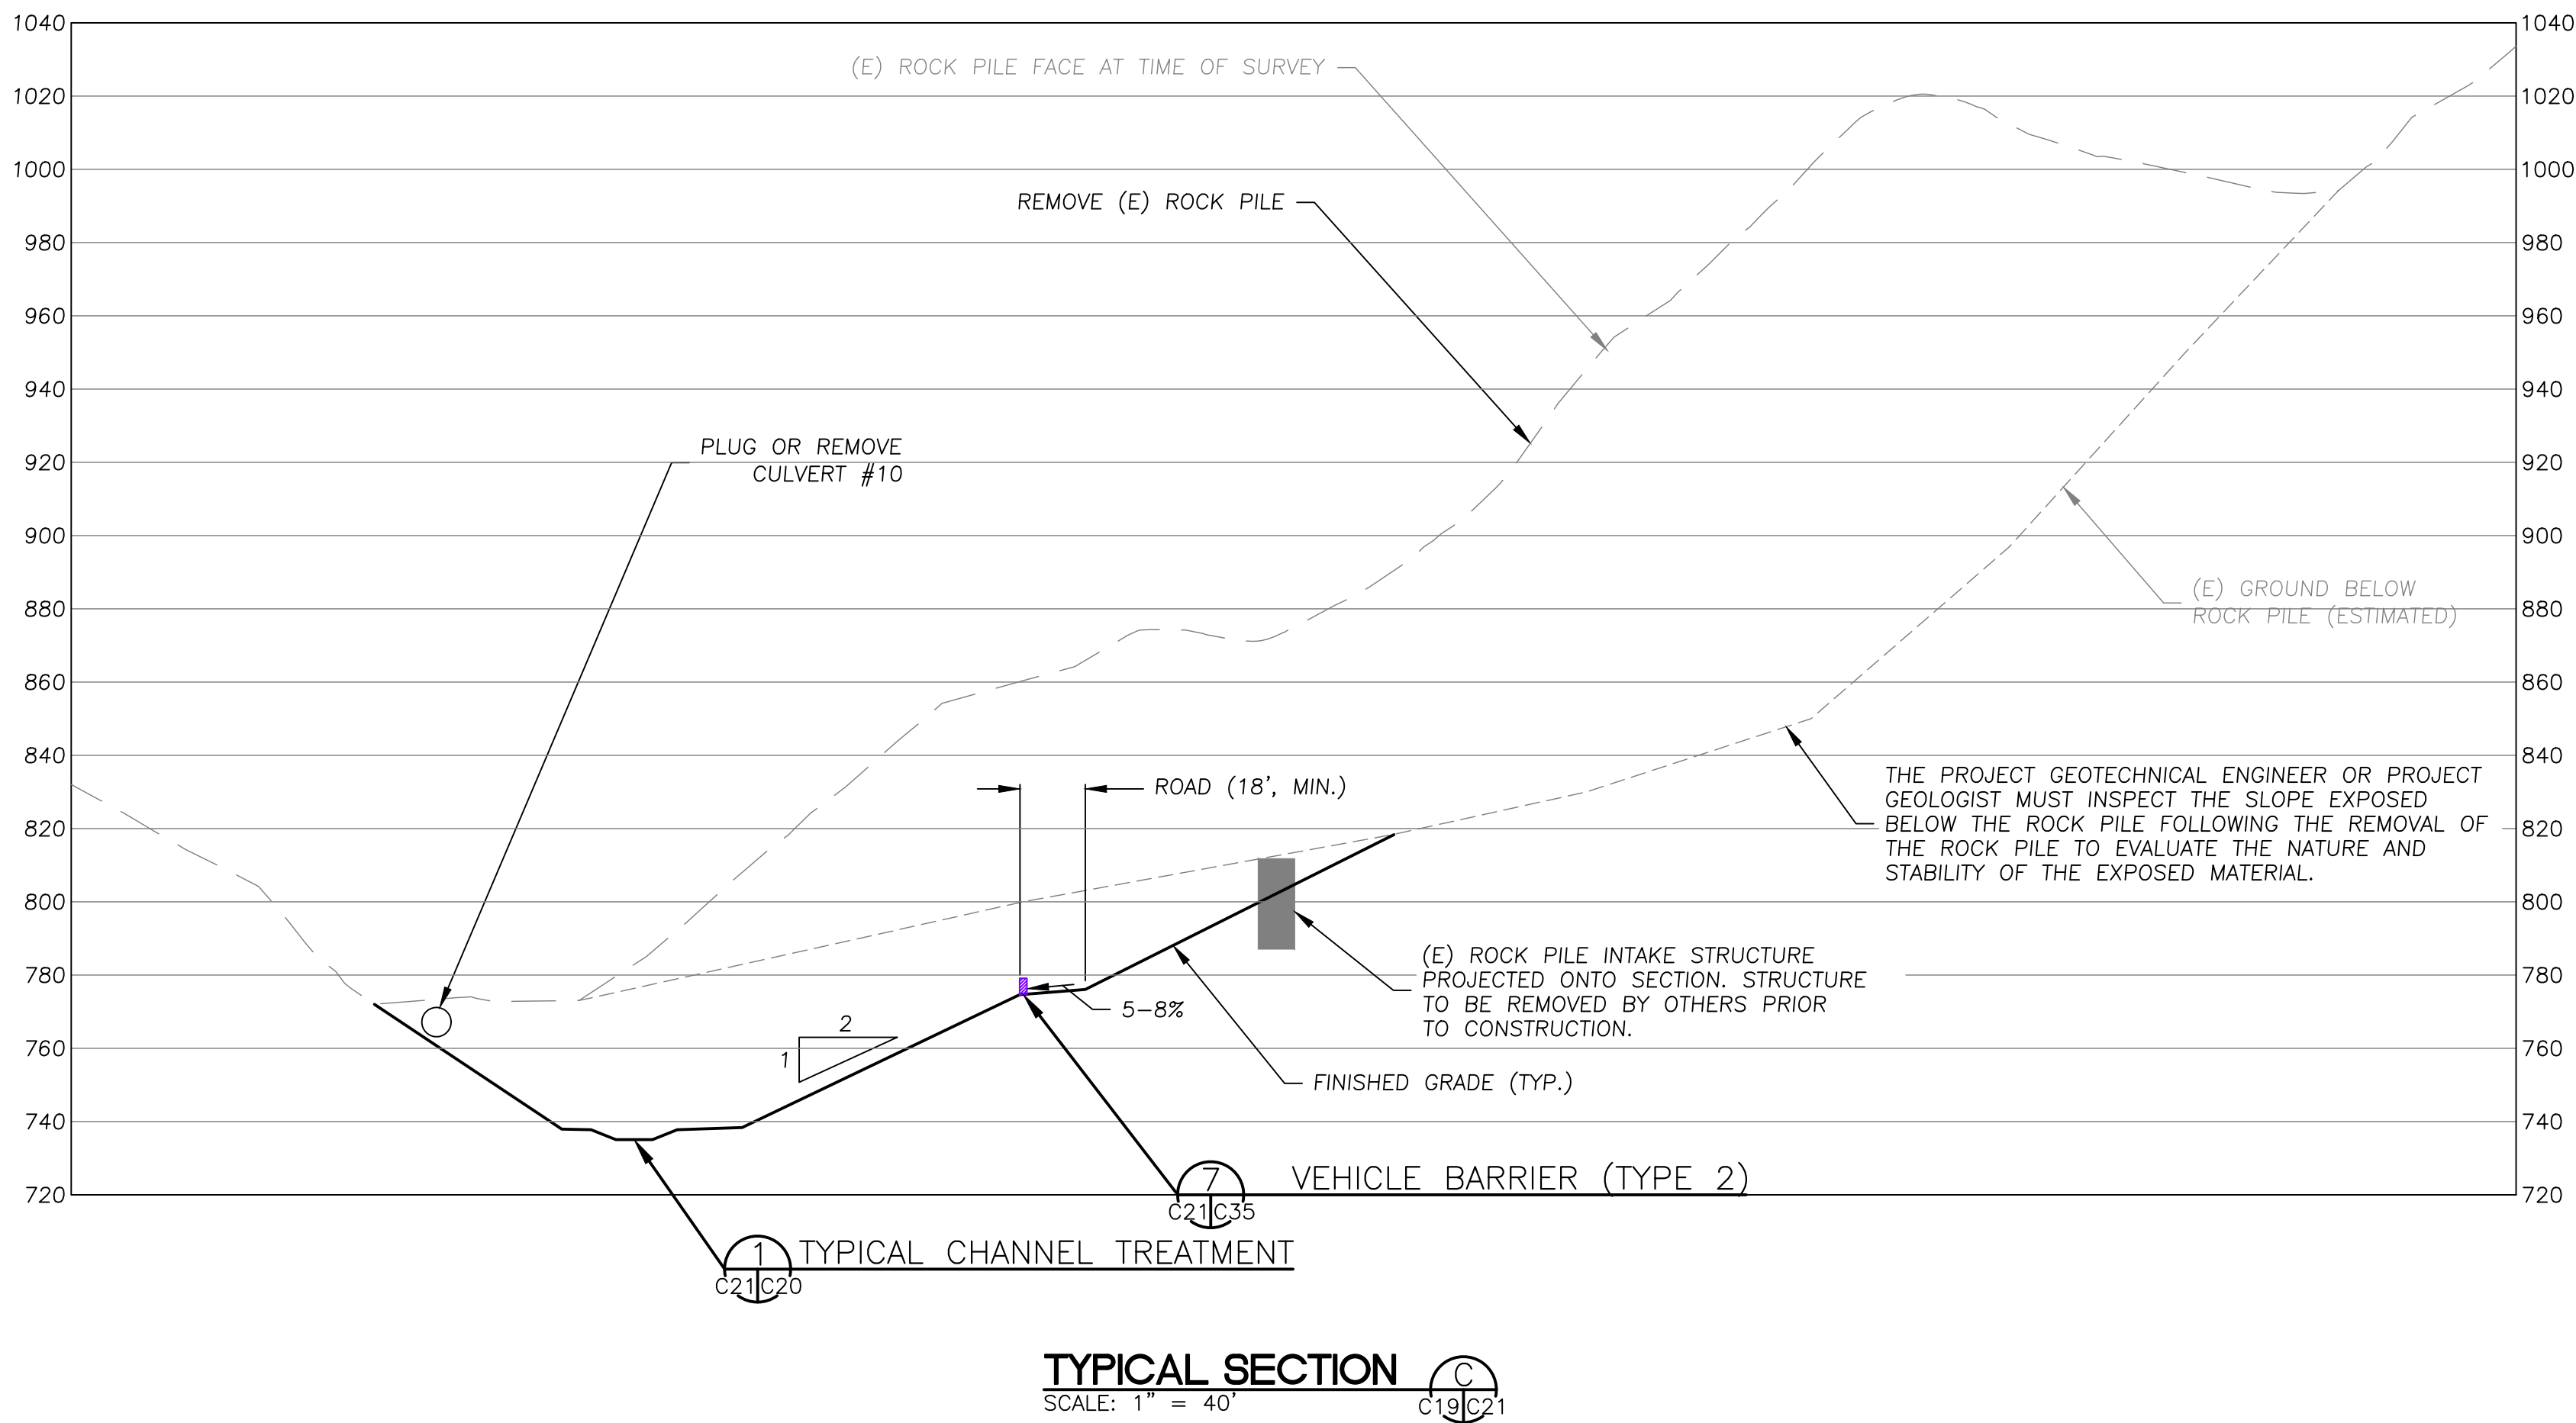 1040
1040
(E) ROCK PILE FACE AT TIME OF SURVEY
1020
1020
1000
1000
REMOVE (E) ROCK PILE
980
980
960
960
940
940
PLUG OR REMOVE
CULVERT #10
920
920
900
900
(E) GROUND BELOW
ROCK PILE (ESTIMATED)
880
880
860
860
840
840
ROAD (18', MIN.)
THE PROJECT GEOTECHNICAL ENGINEER OR PROJECT
GEOLOGIST MUST INSPECT THE SLOPE EXPOSED
BELOW THE ROCK PILE FOLLOWING THE REMOVAL OF
THE ROCK PILE TO EVALUATE THE NATURE AND
STABILITY OF THE EXPOSED MATERIAL.
820
820
800
800
(E) ROCK PILE INTAKE STRUCTURE
PROJECTED ONTO SECTION. STRUCTURE
TO BE REMOVED BY OTHERS PRIOR
TO CONSTRUCTION.
780
780
5-8%
2
1
760
760
FINISHED GRADE (TYP.)
740
740
7
VEHICLE BARRIER (TYPE 2)
C21 C35
720
720
1
TYPICAL CHANNEL TREATMENT
C21 C20
TYPICAL SECTION
C
SCALE: 1" = 40'
C19 C21